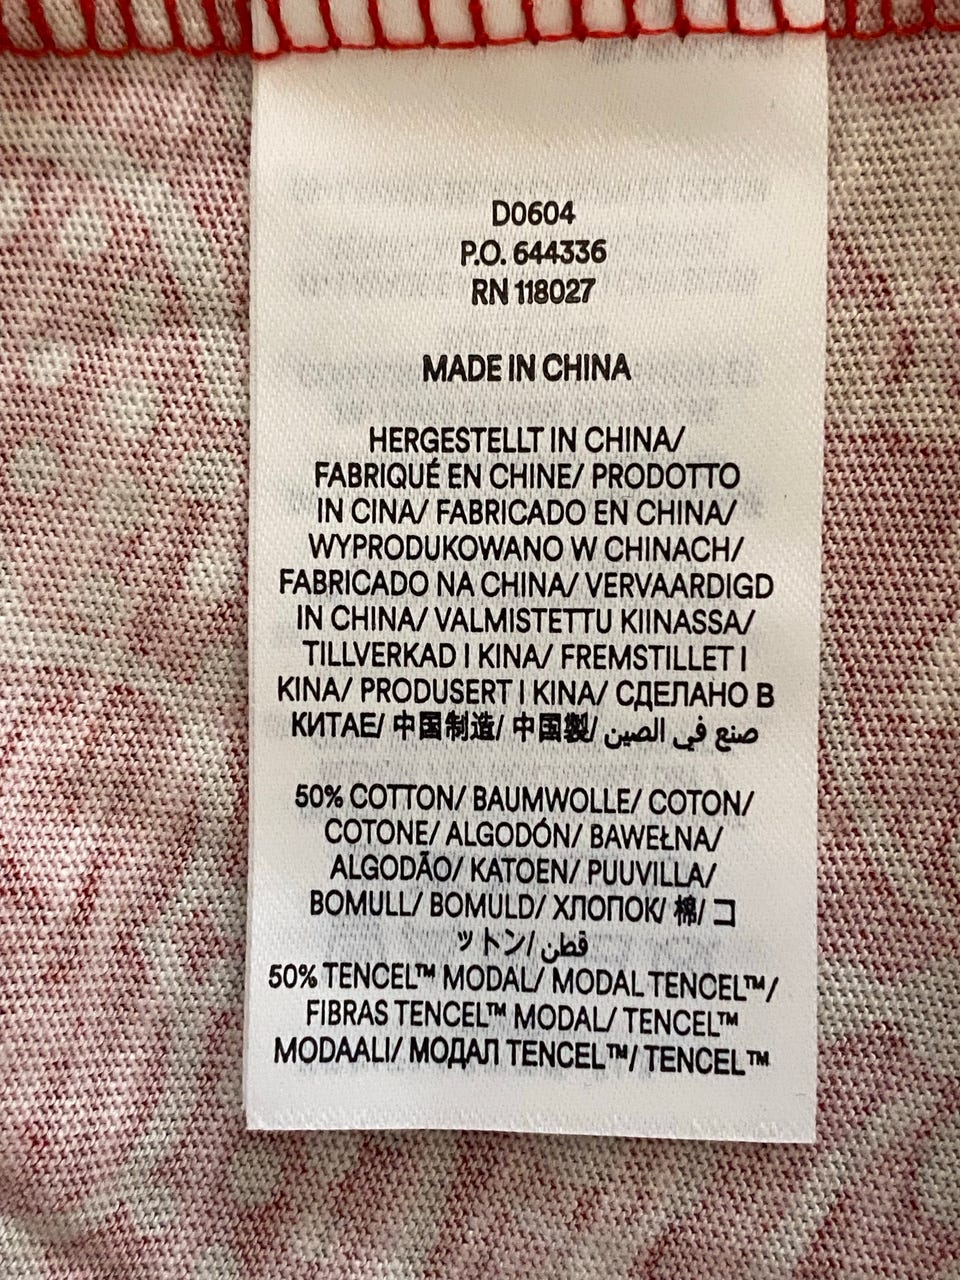 D0604
P.O. 644336
RN 118027
MADE IN CHINA
HERGESTELLT IN CHINA/
FABRIQUÉ EN CHINE/ PRODOTTO
IN CINA/ FABRICADO EN CHINA/
WYPRODUKOWANO W CHINACH/
FABRICADO NA CHINA/ VERVAARDIGD
IN CHINA/ VALMISTETTU KIINASSA/
TILLVERKAD I KINA/ FREMSTILLET I
KINA/ PRODUSERT I KINA/ СДЕЛАНО В
КИТАЕ/ 中国制造/ 中国製/ صنع في الصين
50% COTTON/ BAUMWOLLE/ COTON/
COTONE/ ALGODÓN/ BAWEŁNA/
ALGODÃO/ KATOEN/ PUUVILLA/
BOMULL/ BOMULD/ ХЛОПОК/ 棉/ コ
ットン/ قطن
50% TENCEL™ MODAL/ MODAL TENCEL™/
FIBRAS TENCEL™ MODAL/ TENCEL™
MODAALI/ МОДАЛ TENCEL™/ TENCEL™